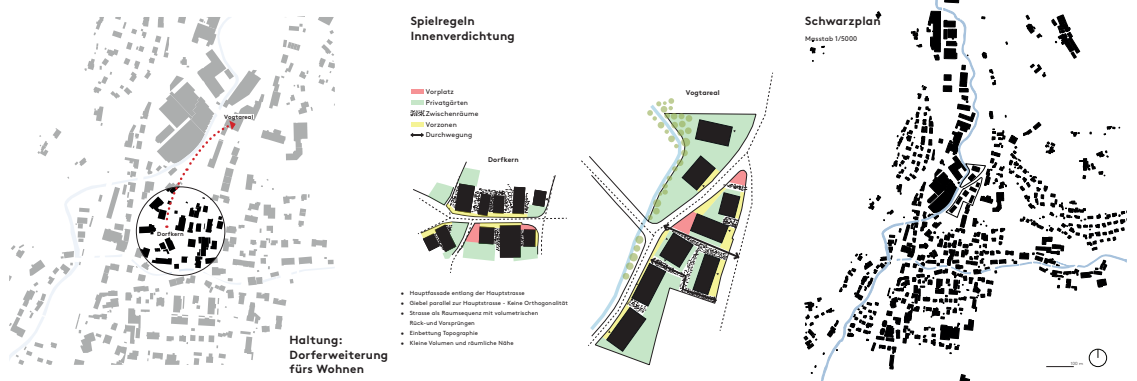 Vogtareal
Dorfkern
Haltung:
Dorferweiterung
fürs Wohnen
Spielregeln
Innenverdichtung
Vorplatz
Privatgärten
Zwischenräume
Vorzonen
Durchwegung
Dorfkern
Vogtareal
• Hauptfassade entlang der Hauptstrasse
• Giebel parallel zur Hauptstrasse - Keine Orthogonalität
• Strasse als Raumsequenz mit volumetrischen
Rück-und Vorsprüngen
• Einbettung Topographie
• Kleine Volumen und räumliche Nähe
Schwarzplan
Masstab 1/5000
100 m